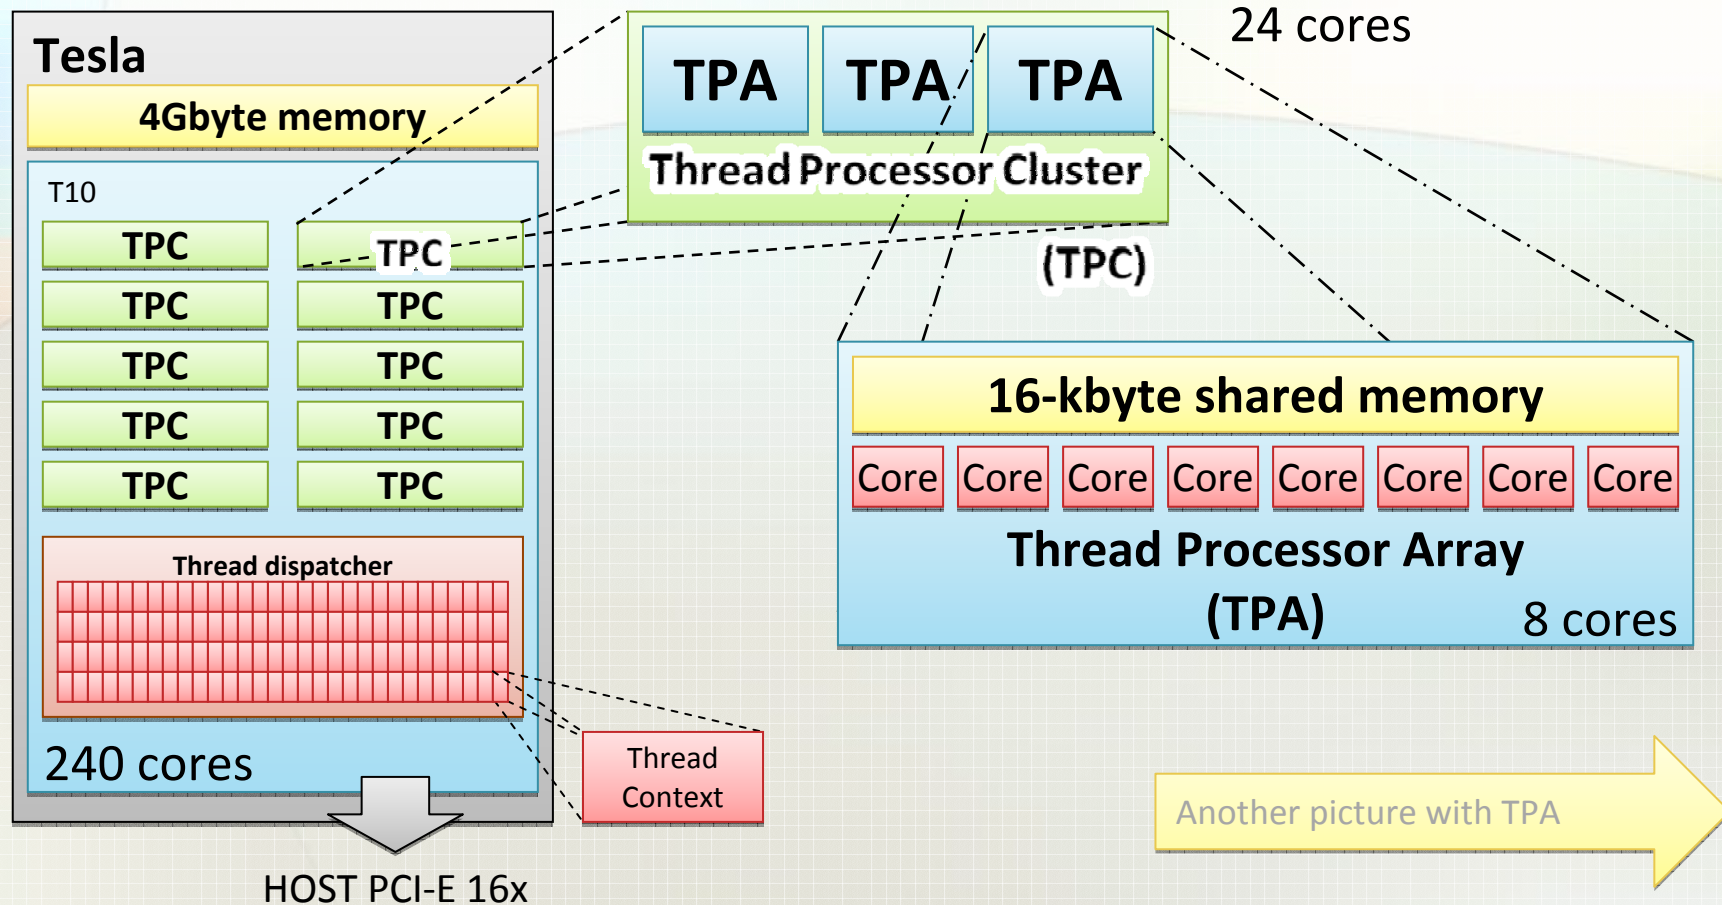 Tesla
4Gbyte memory
T10
TPC TPC
TPC TPC
TPC TPC
TPC TPC
TPC TPC
Thread dispatcher
240 cores
HOST PCI-E 16x
Thread
Context
24 cores
TPA TPA TPA
Thread Processor Cluster
(TPC)
16-kbyte shared memory
Core Core Core Core Core Core Core Core
Thread Processor Array
(TPA)
8 cores
Another picture with TPA